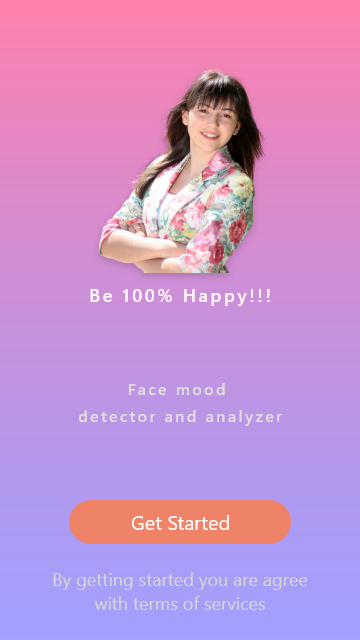 Be 100% Happy!!!
Face mood
detector and analyzer
Get Started
By getting started you are agree
with terms of services